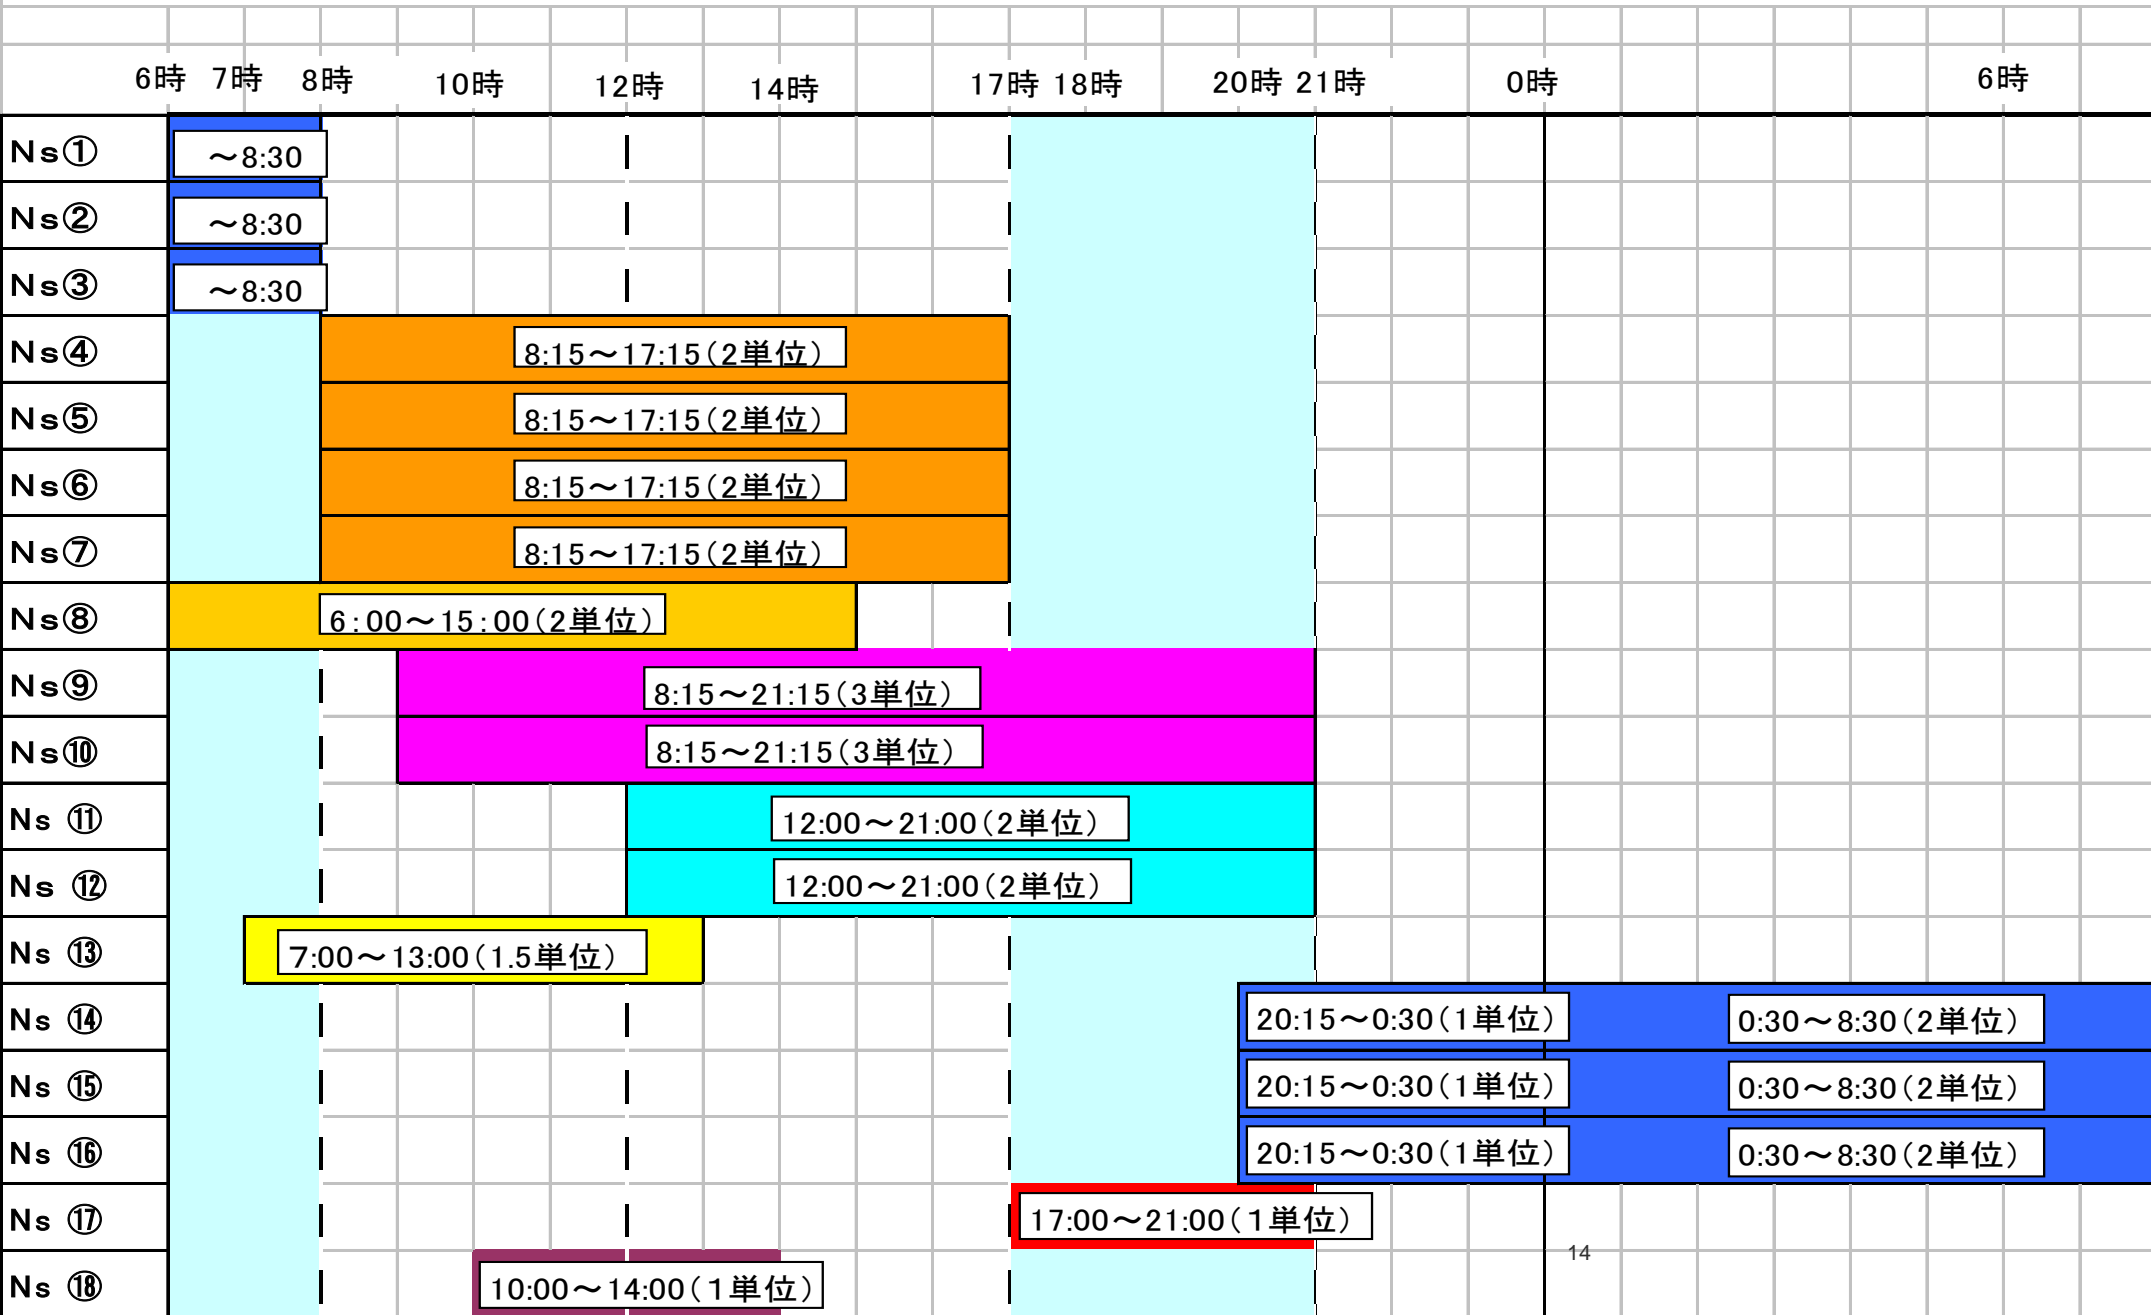 6時 7時 8時 10時 12時 14時 17時 18時 20時 21時 0時 6時
Ns① ～8:30
Ns② ～8:30
Ns③ ～8:30
Ns④ 8:15～17:15(2単位)
Ns⑤ 8:15～17:15(2単位)
Ns⑥ 8:15～17:15(2単位)
Ns⑦ 8:15～17:15(2単位)
Ns⑧ 6:00～15:00(2単位)
Ns⑨ 8:15～21:15(3単位)
Ns⑩ 8:15～21:15(3単位)
Ns ⑪ 12:00～21:00(2単位)
Ns ⑫ 12:00～21:00(2単位)
Ns ⑬ 7:00～13:00(1.5単位)
Ns ⑭ 20:15～0:30(1単位) 0:30～8:30(2単位)
Ns ⑮ 20:15～0:30(1単位) 0:30～8:30(2単位)
Ns ⑯ 20:15～0:30(1単位) 0:30～8:30(2単位)
Ns ⑰ 17:00～21:00(1単位)
14
Ns ⑱ 10:00～14:00(1単位)